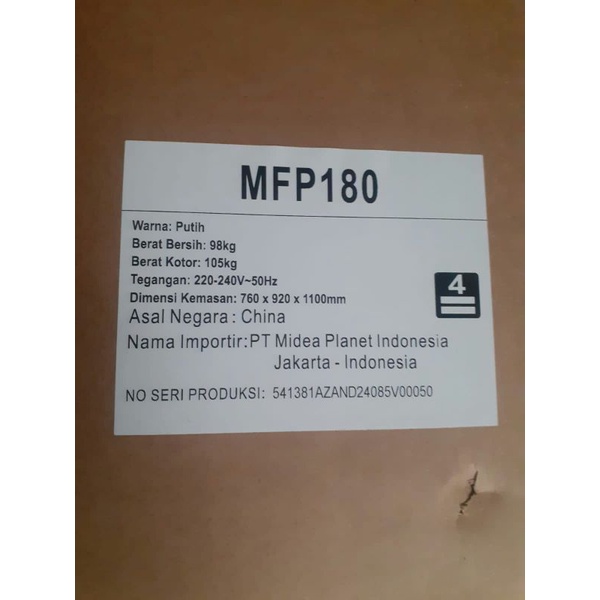 MFP180
Warna: Putih
Berat Bersih: 98kg
Berat Kotor: 105kg
Tegangan: 220-240V~50Hz
Dimensi Kemasan: 760 x 920 x 1100mm
Asal Negara : China
Nama Importir:PT Midea Planet Indonesia
Jakarta - Indonesia
4
NO SERI PRODUKSI: 541381AZAND24085V00050